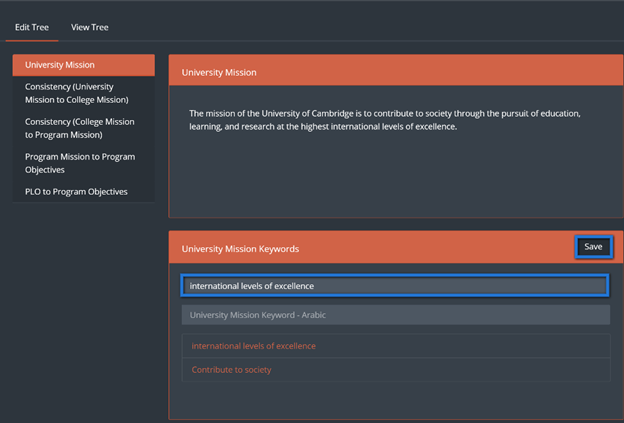 Edit Tree
View Tree
University Mission
Consistency (University
Mission to College Mission)
Consistency (College Mission
to Program Mission)
Program Mission to Program
Objectives
PLO to Program Objectives
University Mission
The mission of the University of Cambridge is to contribute to society through the pursuit of education,
learning, and research at the highest international levels of excellence.
University Mission Keywords
Save
international levels of excellence
University Mission Keyword - Arabic
international levels of excellence
Contribute to society